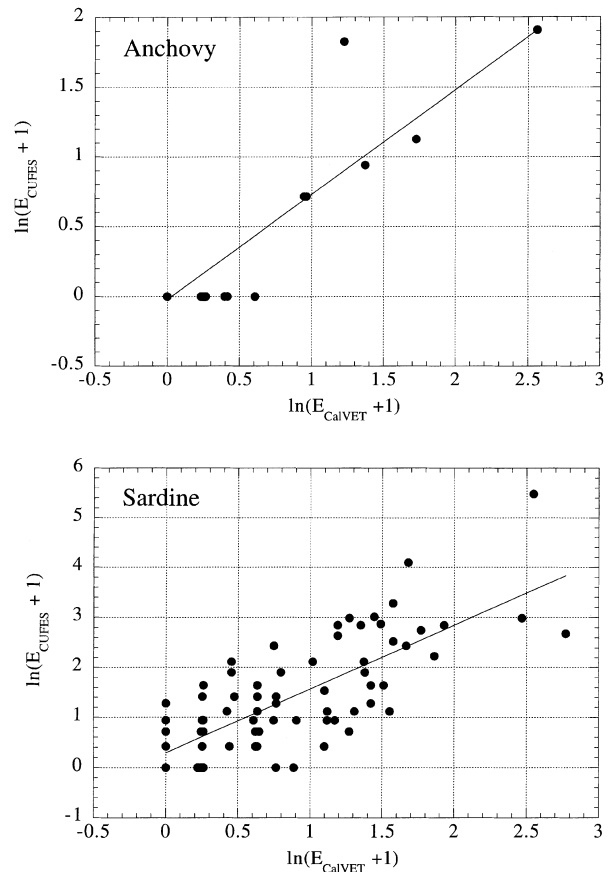 2
Anchovy
1.5
1
0.5
0
-0.5
ln(E_CUFES + 1)
-0.5 0 0.5 1 1.5 2 2.5 3
ln(E_CalVET +1)
6
Sardine
5
4
3
2
1
0
-1
ln(E_CUFES + 1)
-0.5 0 0.5 1 1.5 2 2.5 3
ln(E_CalVET +1)